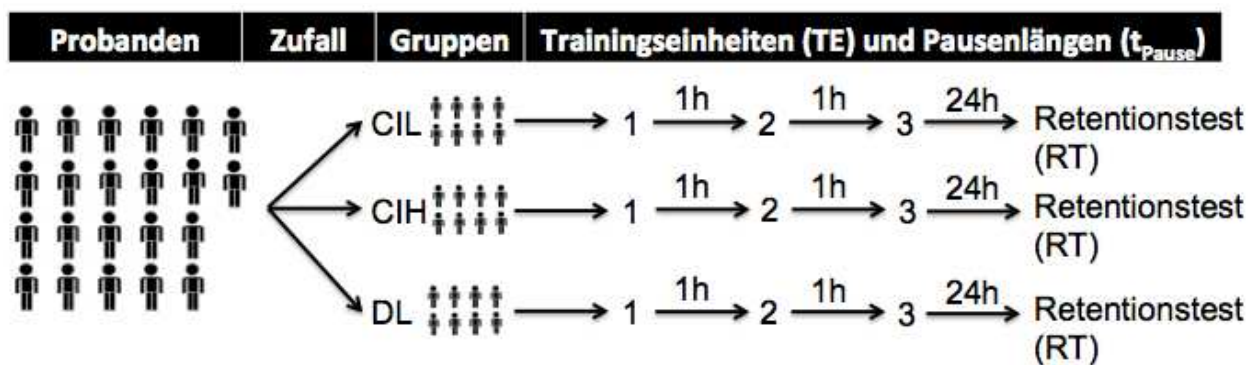 Probanden Zufall Gruppen Trainingseinheiten (TE) und Pausenlängen (tPause)
CIL 1 1h 2 1h 3 24h Retentionstest
(RT)
CIH 1 1h 2 1h 3 24h Retentionstest
(RT)
DL 1 1h 2 1h 3 24h Retentionstest
(RT)